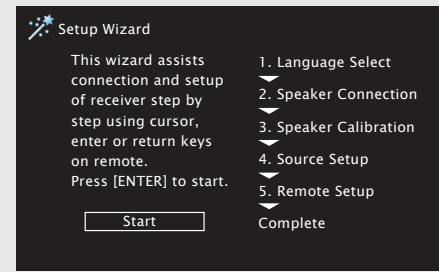 Setup Wizard
This wizard assists
connection and setup
of receiver step by
step using cursor,
enter or return keys
on remote.
Press [ENTER] to start.
Start
1. Language Select
2. Speaker Connection
3. Speaker Calibration
4. Source Setup
5. Remote Setup
Complete